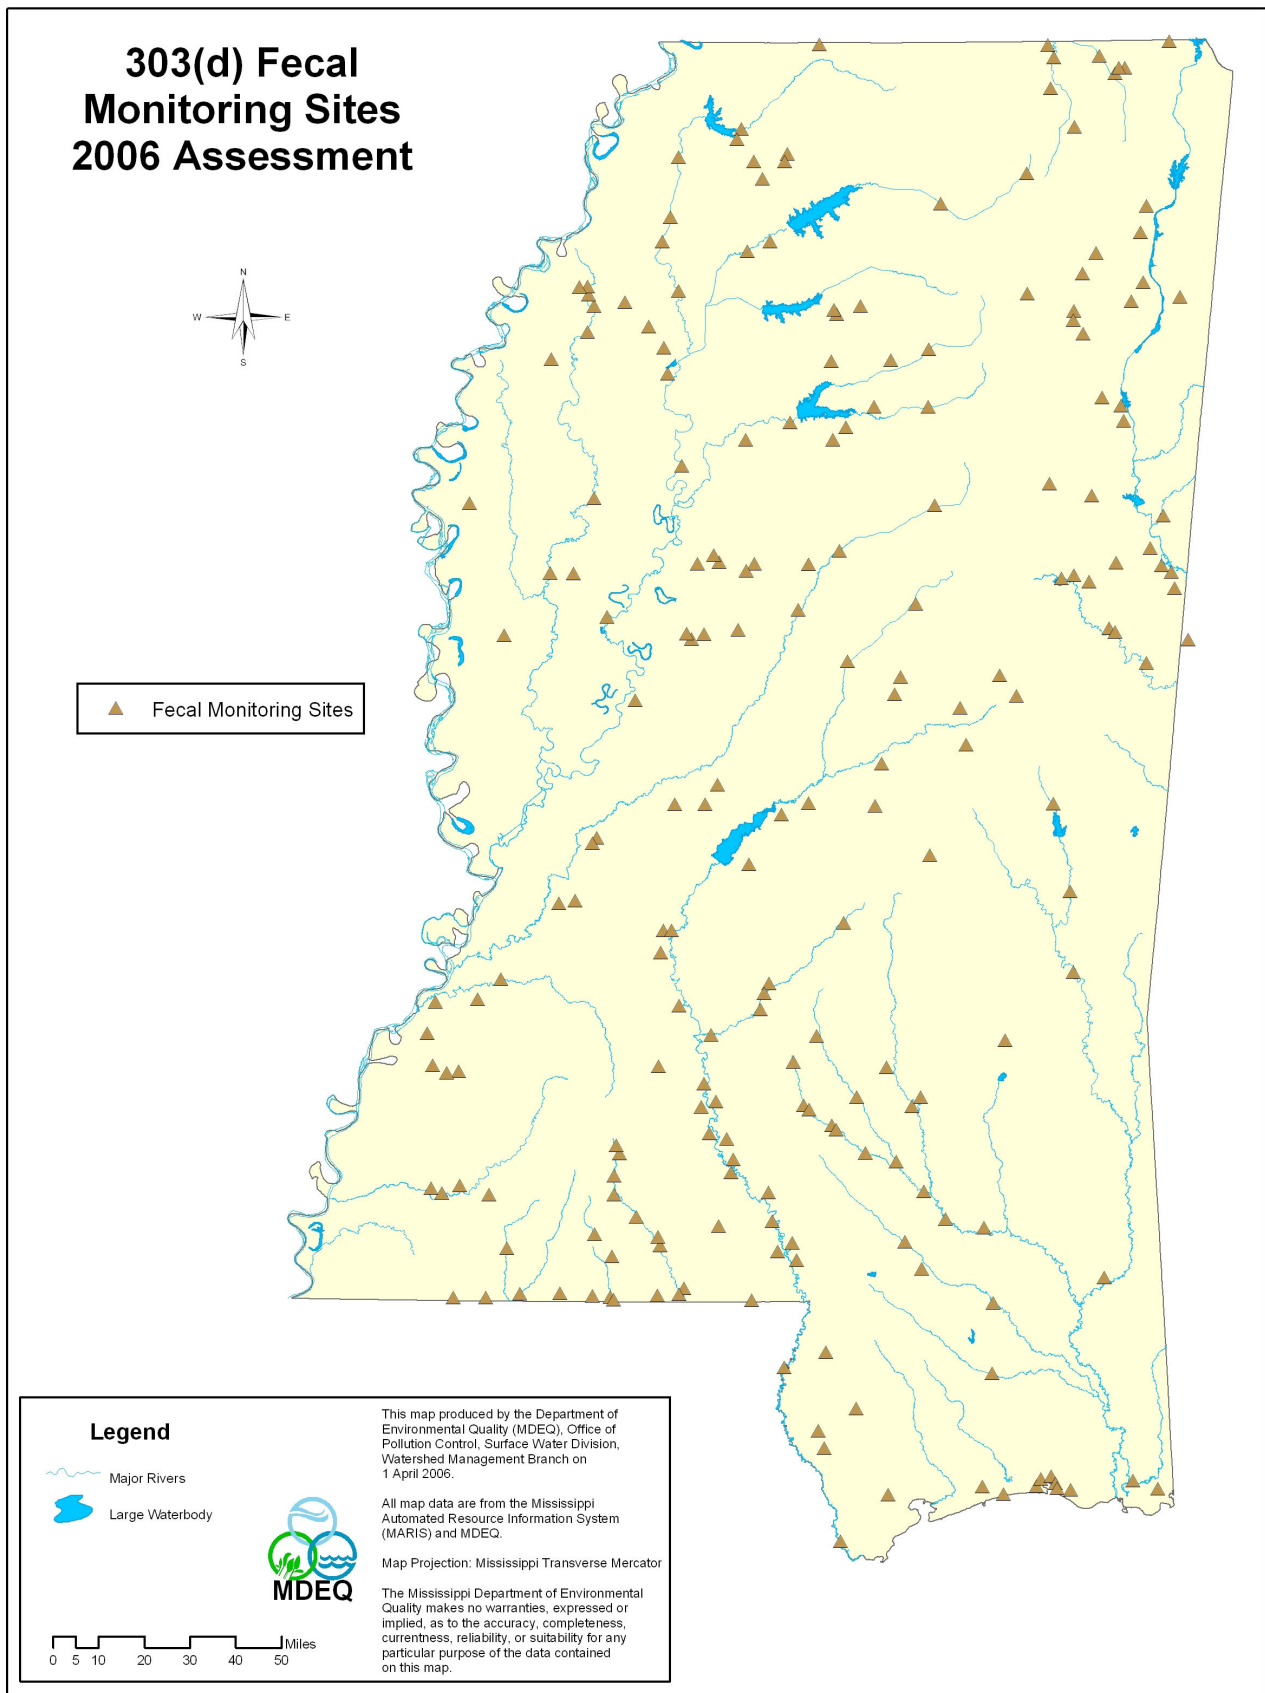 303(d) Fecal
Monitoring Sites
2006 Assessment
N
W
E
S
Fecal Monitoring Sites
Legend
Major Rivers
Large Waterbody
MDEQ
0 5 10 20 30 40 50
Miles
This map produced by the Department of
Environmental Quality (MDEQ), Office of
Pollution Control, Surface Water Division,
Watershed Management Branch on
1 April 2006.
All map data are from the Mississippi
Automated Resource Information System
(MARIS) and MDEQ.
Map Projection: Mississippi Transverse Mercator
The Mississippi Department of Environmental
Quality makes no warranties, expressed or
implied, as to the accuracy, completeness,
currentness, reliability, or suitability for any
particular purpose of the data contained
on this map.